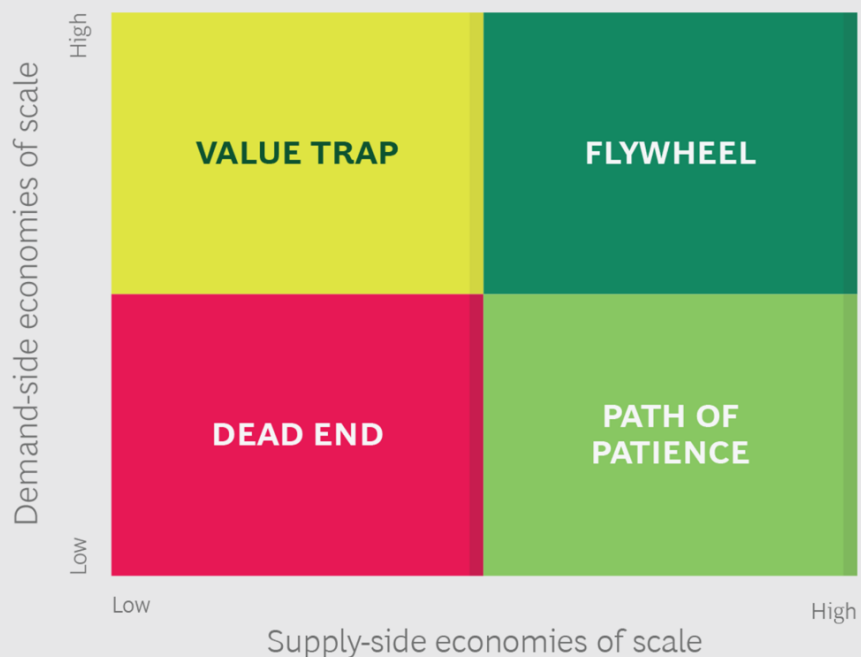 High
Demand-side economies of scale
VALUE TRAP
FLYWHEEL
DEAD END
PATH OF
PATIENCE
Low
Low
High
Supply-side economies of scale